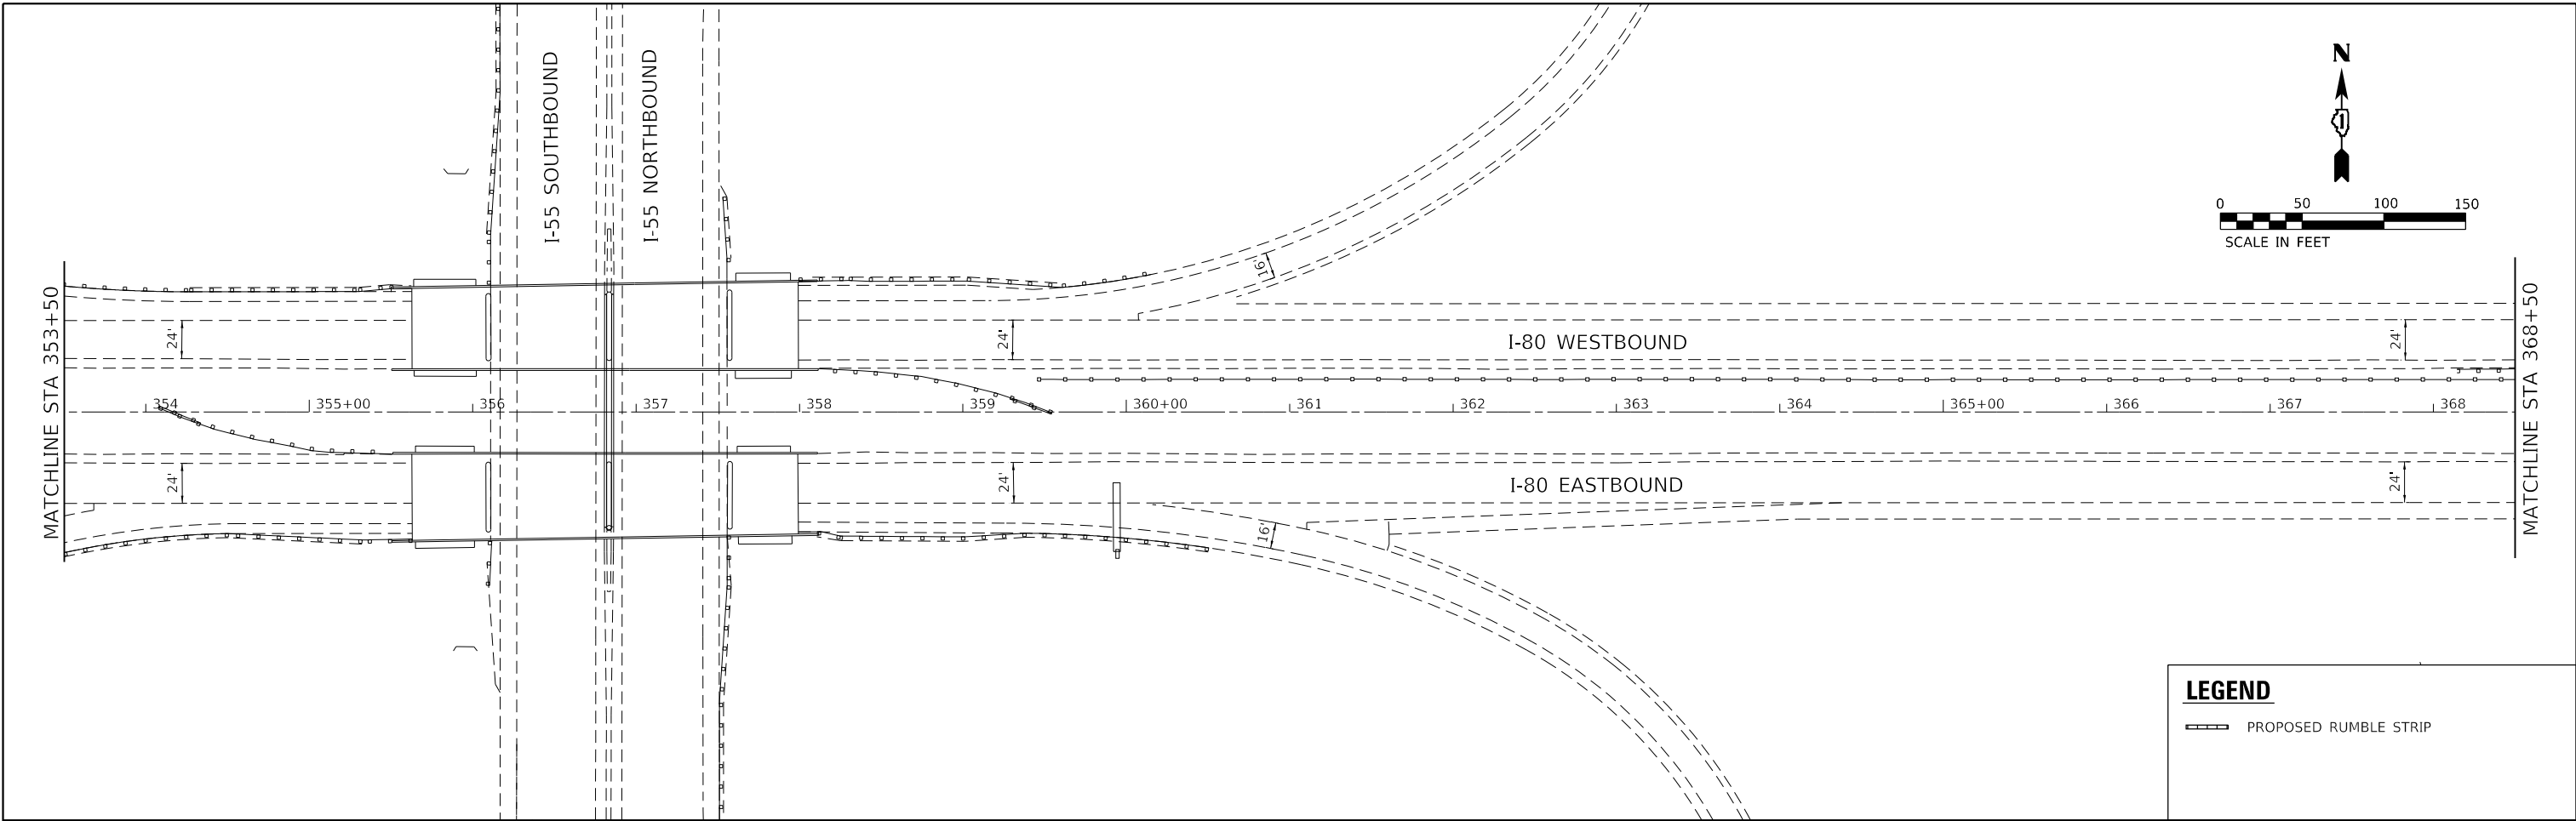 I-55 SOUTHBOUND
I-55 NORTHBOUND
N
1
0 50 100 150
SCALE IN FEET
16'
MATCHLINE STA 353+50
24'
24'
I-80 WESTBOUND
24'
MATCHLINE STA 368+50
354 355+00 356 357 358 359 360+00 361 362 363 364 365+00 366 367 368
24'
24'
I-80 EASTBOUND
24'
16'
LEGEND
PROPOSED RUMBLE STRIP